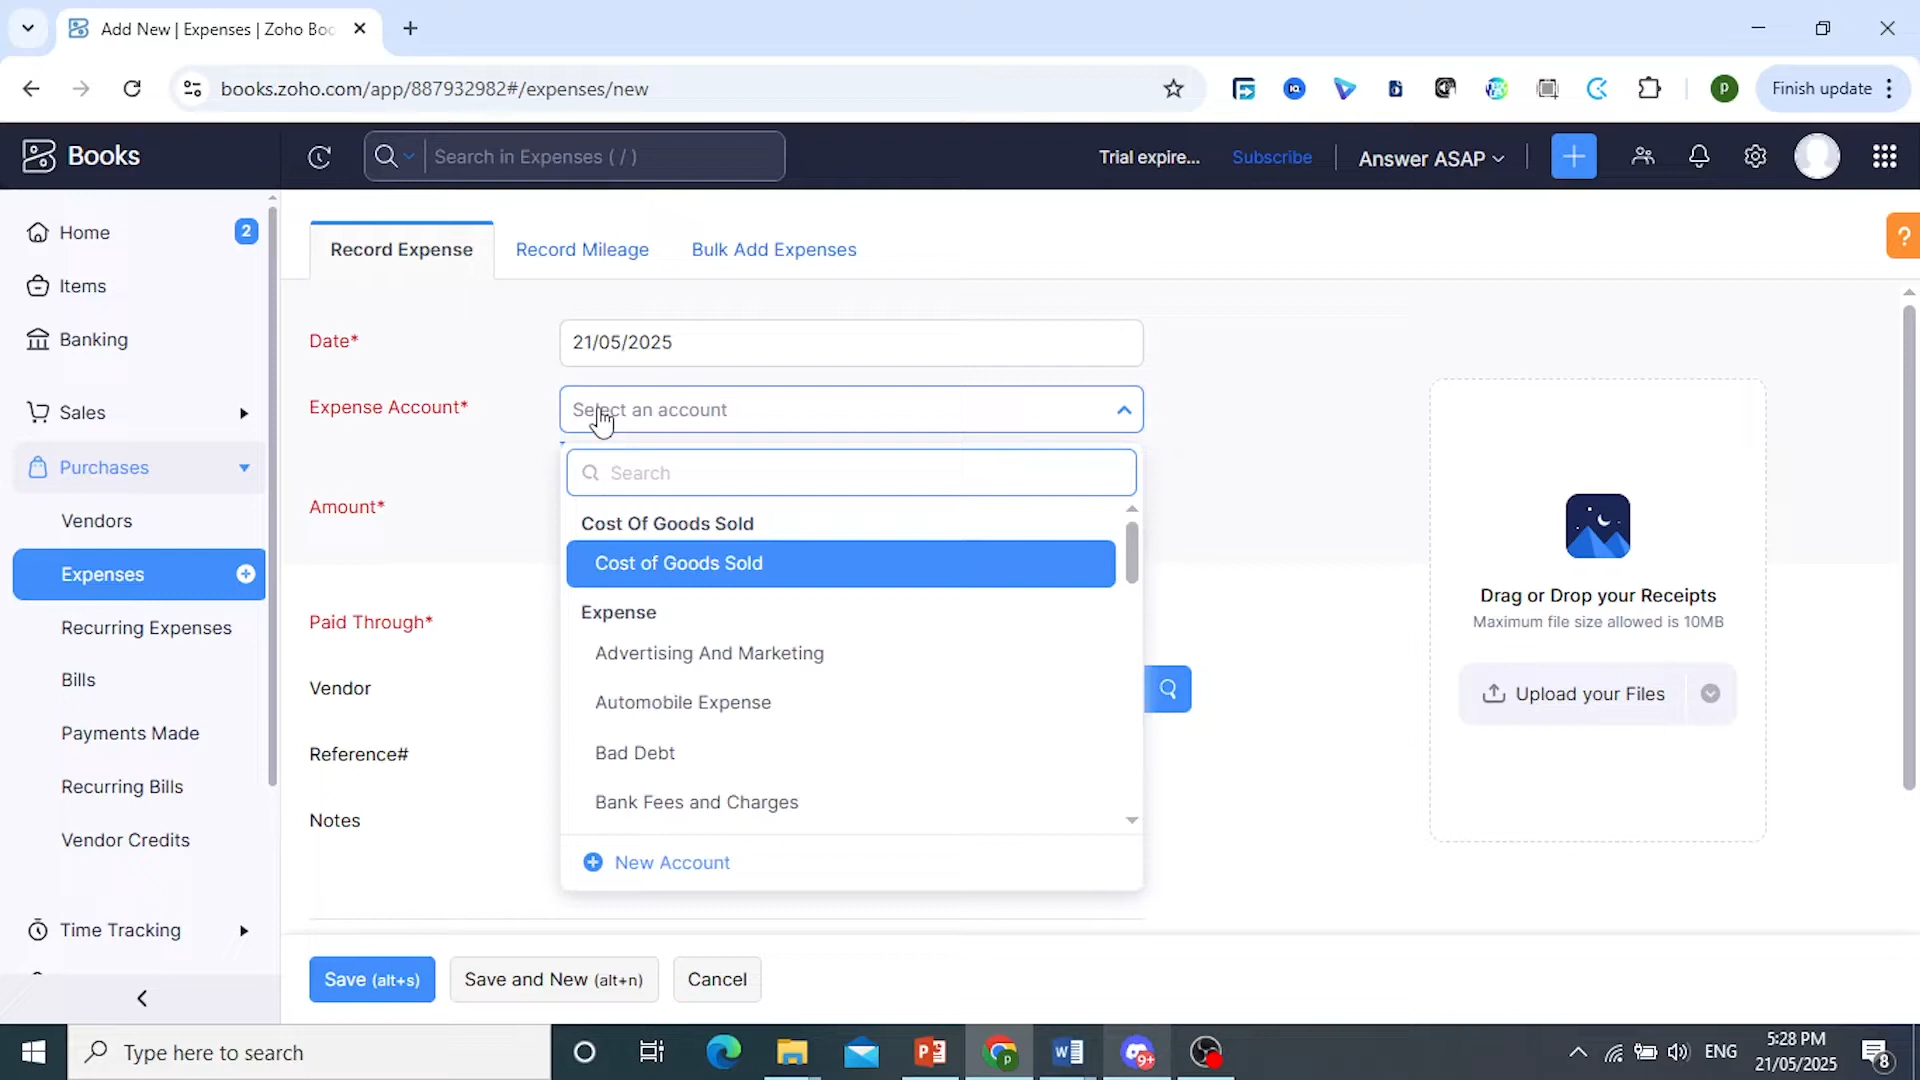 Add New | Expenses | Zoho Boo
books.zoho.com/app/887932982#/expenses/new
Finish update
P
Books
Search in Expenses ( / )
Trial expire...
Subscribe
Answer ASAP
Home
2
Items
Banking
Sales
Purchases
Vendors
Expenses
Recurring Expenses
Bills
Payments Made
Recurring Bills
Vendor Credits
Time Tracking
Record Expense
Record Mileage
Bulk Add Expenses
?
Date*
21/05/2025
Expense Account*
Select an account
Search
Cost Of Goods Sold
Cost of Goods Sold
Expense
Advertising And Marketing
Automobile Expense
Bad Debt
Bank Fees and Charges
New Account
Amount*
Paid Through*
Vendor
Reference#
Notes
Drag or Drop your Receipts
Maximum file size allowed is 10MB
Upload your Files
Save (alt+s)
Save and New (alt+n)
Cancel
Type here to search
9+
ENG
5:28 PM
21/05/2025
8